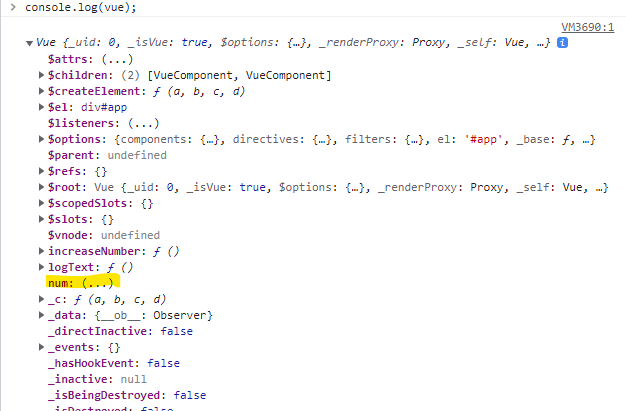 > console.log(vue);
VM3690:1
▼Vue {_uid: 0, _isVue: true, $options: {…}, _renderProxy: Proxy, _self: Vue, …} i
$attrs: (...)
▶$children: (2) [VueComponent, VueComponent]
▶$createElement: ƒ (a, b, c, d)
▶$el: div#app
$listeners: (...)
▶$options: {components: {…}, directives: {…}, filters: {…}, el: '#app', _base: ƒ, …}
$parent: undefined
▶$refs: {}
▶$root: Vue {_uid: 0, _isVue: true, $options: {…}, _renderProxy: Proxy, _self: Vue, …}
▶$scopedSlots: {}
▶$slots: {}
$vnode: undefined
▶increaseNumber: ƒ ()
▶logText: ƒ ()
num: (...)
▶_c: ƒ (a, b, c, d)
▶_data: {__ob__: Observer}
_directInactive: false
▶_events: {}
_hasHookEvent: false
_inactive: null
_isBeingDestroyed: false
_isDestroyed: false